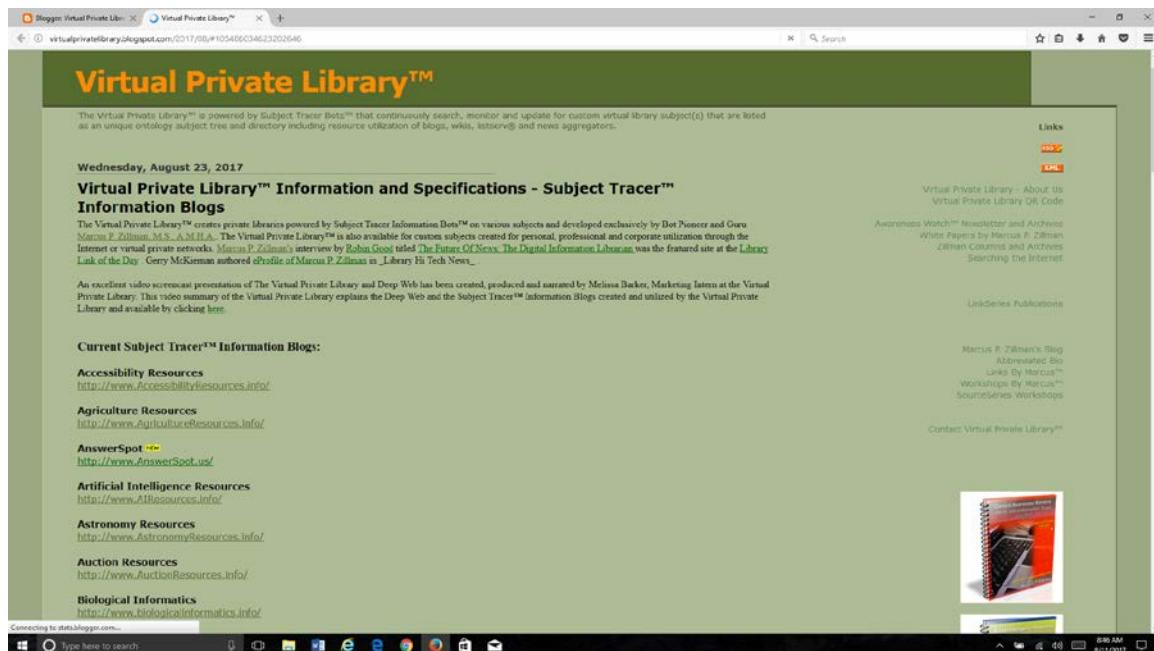 Blogger: Virtual Private Libr
Virtual Private Library™
virtualprivatelibrary.blogspot.com/2017/08/#105486034623202646
Search
Virtual Private Library™
The Virtual Private Library™ is powered by Subject Tracer Bots™ that continuously search, monitor and update for custom virtual library subject(s) that are listed
as an unique ontology subject tree and directory including resource utilization of blogs, wikis, listserv® and news aggregators.
Links
RSS
XML
Virtual Private Library - About Us
Virtual Private Library QR Code
Awareness Watch™ Newsletter and Archives
White Papers by Marcus P. Zillman
Zillman Columns and Archives
Searching the Internet
LinkSeries Publications
Marcus P. Zillman's Blog
Abbreviated Bio
Links By Marcus™
Workshops By Marcus™
SourceSeries Workshops
Contact Virtual Private Library™
Wednesday, August 23, 2017
Virtual Private Library™ Information and Specifications - Subject Tracer™
Information Blogs
The Virtual Private Library™ creates private libraries powered by Subject Tracer Information Bots™ on various subjects and developed exclusively by Bot Pioneer and Guru
Marcus P. Zillman, M.S., A.M.H.A.. The Virtual Private Library™ is also available for custom subjects created for personal, professional and corporate utilization through the
Internet or virtual private networks. Marcus P. Zillman's interview by Robin Good titled The Future Of News: The Digital Information Librarian was the featured site at the Library
Link of the Day . Gerry McKiernan authored eProfile of Marcus P. Zillman in _Library Hi Tech News_ .
An excellent video screencast presentation of The Virtual Private Library and Deep Web has been created, produced and narrated by Melissa Barker, Marketing Intern at the Virtual
Private Library. This video summary of the Virtual Private Library explains the Deep Web and the Subject Tracer™ Information Blogs created and utilized by the Virtual Private
Library and available by clicking here.
Current Subject Tracer™ Information Blogs:
Accessibility Resources
http://www.AccessibilityResources.info/
Agriculture Resources
http://www.AgricultureResources.info/
AnswerSpot NEW
http://www.AnswerSpot.us/
Artificial Intelligence Resources
http://www.AIResources.info/
Astronomy Resources
http://www.AstronomyResources.info/
Auction Resources
http://www.AuctionResources.info/
Biological Informatics
http://www.biologicalinformatics.info/
Connecting to stats.blogger.com...
Type here to search
8:46 AM